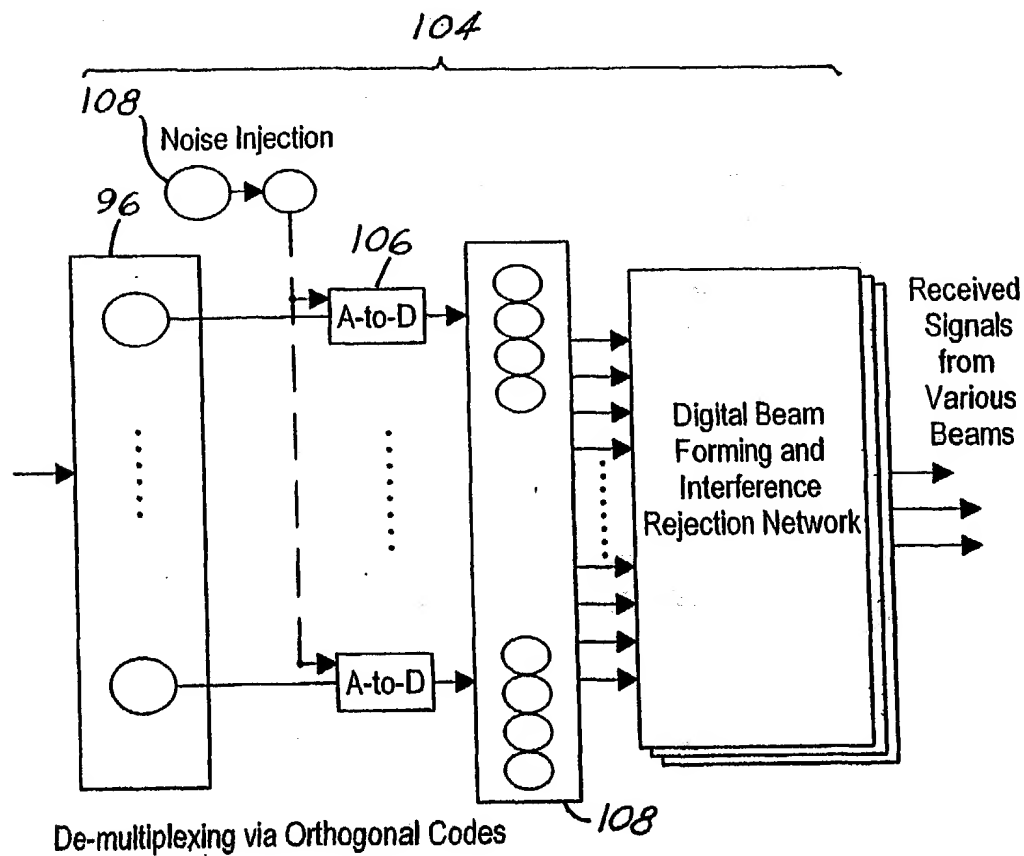 104
108
Noise Injection
96
106
A-to-D
Received
Signals
from
Various
Beams
Digital Beam
Forming and
Interference
Rejection Network
A-to-D
108
De-multiplexing via Orthogonal Codes